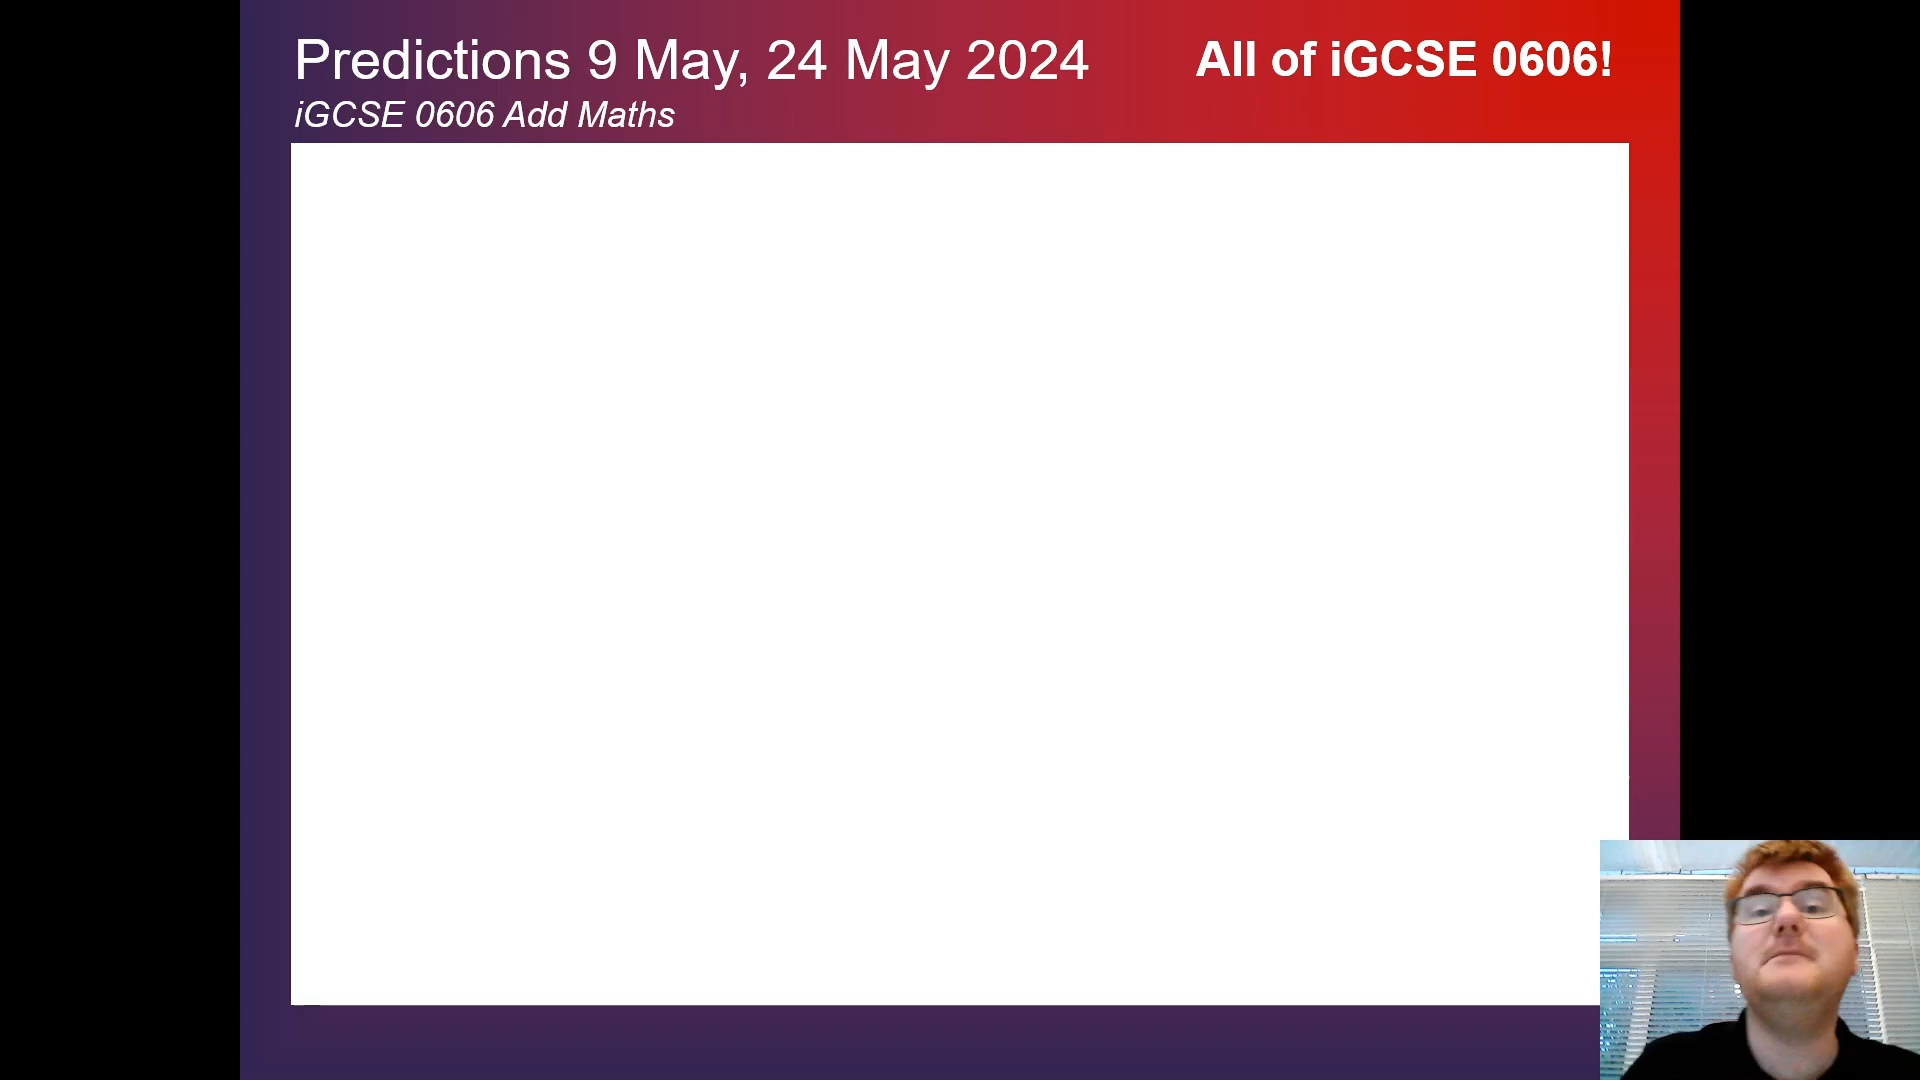 Predictions 9 May, 24 May 2024
All of iGCSE 0606!
iGCSE 0606 Add Maths